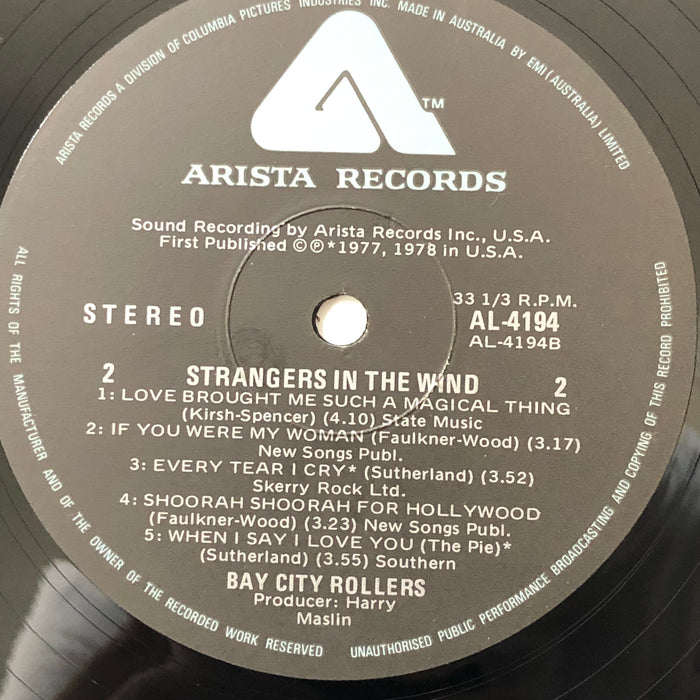 ARISTA RECORDS A DIVISION OF COLUMBIA PICTURES INDUSTRIES INC. MADE IN AUSTRALIA BY EMI (AUSTRALIA) LIMITED
TM
ARISTA RECORDS
Sound Recording by Arista Records Inc., U.S.A.
First Published ©℗*1977, 1978 in U.S.A.
STEREO
33 1/3 R.P.M.
AL-4194
AL-4194B
2 STRANGERS IN THE WIND 2
1: LOVE BROUGHT ME SUCH A MAGICAL THING
(Kirsh-Spencer) (4.10) State Music
2: IF YOU WERE MY WOMAN (Faulkner-Wood) (3.17)
New Songs Publ.
3: EVERY TEAR I CRY* (Sutherland) (3.52)
Skerry Rock Ltd.
4: SHOORAH SHOORAH FOR HOLLYWOOD
(Faulkner-Wood) (3.23) New Songs Publ.
5: WHEN I SAY I LOVE YOU (The Pie)*
(Sutherland) (3.55) Southern
BAY CITY ROLLERS
Producer: Harry
Maslin
ALL RIGHTS OF THE MANUFACTURER AND OF THE OWNER OF THE RECORDED WORK RESERVED
UNAUTHORISED PUBLIC PERFORMANCE BROADCASTING AND COPYING OF THIS RECORD PROHIBITED